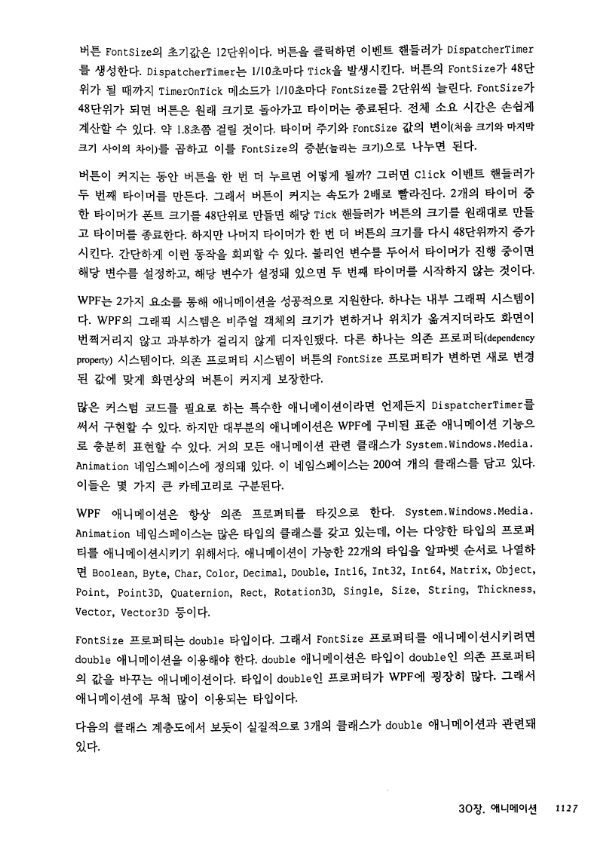 버튼 FontSize의 초기값은 12단위이다. 버튼을 클릭하면 이벤트 핸들러가 DispatcherTimer
를 생성한다. DispatcherTimer는 1/10초마다 Tick을 발생시킨다. 버튼의 FontSize가 48단
위가 될 때까지 TimerOnTick 메소드가 1/10초마다 FontSize를 2단위씩 늘린다. FontSize가
48단위가 되면 버튼은 원래 크기로 돌아가고 타이머는 종료된다. 전체 소요 시간은 손쉽게
계산할 수 있다. 약 1.8초쯤 걸릴 것이다. 타이머 주기와 FontSize 값의 변이(처음 크기와 마지막
크기 사이의 차이)를 곱하고 이를 FontSize의 증분(늘리는 크기)으로 나누면 된다.
버튼이 커지는 동안 버튼을 한 번 더 누르면 어떻게 될까? 그러면 Click 이벤트 핸들러가
두 번째 타이머를 만든다. 그래서 버튼이 커지는 속도가 2배로 빨라진다. 2개의 타이머 중
한 타이머가 폰트 크기를 48단위로 만들면 해당 Tick 핸들러가 버튼의 크기를 원래대로 만들
고 타이머를 종료한다. 하지만 나머지 타이머가 한 번 더 버튼의 크기를 다시 48단위까지 증가
시킨다. 간단하게 이런 동작을 회피할 수 있다. 불리언 변수를 두어서 타이머가 진행 중이면
해당 변수를 설정하고, 해당 변수가 설정돼 있으면 두 번째 타이머를 시작하지 않는 것이다.
WPF는 2가지 요소를 통해 애니메이션을 성공적으로 지원한다. 하나는 내부 그래픽 시스템이
다. WPF의 그래픽 시스템은 비주얼 객체의 크기가 변하거나 위치가 옮겨지더라도 화면이
번쩍거리지 않고 과부하가 걸리지 않게 디자인됐다. 다른 하나는 의존 프로퍼티(dependency
property) 시스템이다. 의존 프로퍼티 시스템이 버튼의 FontSize 프로퍼티가 변하면 새로 변경
된 값에 맞게 화면상의 버튼이 커지게 보장한다.
많은 커스텀 코드를 필요로 하는 특수한 애니메이션이라면 언제든지 DispatcherTimer를
써서 구현할 수 있다. 하지만 대부분의 애니메이션은 WPF에 구비된 표준 애니메이션 기능으
로 충분히 표현할 수 있다. 거의 모든 애니메이션 관련 클래스가 System.Windows.Media.
Animation 네임스페이스에 정의돼 있다. 이 네임스페이스는 200여 개의 클래스를 담고 있다.
이들은 몇 가지 큰 카테고리로 구분된다.
WPF 애니메이션은 항상 의존 프로퍼티를 타깃으로 한다. System.Windows.Media.
Animation 네임스페이스는 많은 타입의 클래스를 갖고 있는데, 이는 다양한 타입의 프로퍼
티를 애니메이션시키기 위해서다. 애니메이션이 가능한 22개의 타입을 알파벳 순서로 나열하
면 Boolean, Byte, Char, Color, Decimal, Double, Int16, Int32, Int64, Matrix, Object,
Point, Point3D, Quaternion, Rect, Rotation3D, Single, Size, String, Thickness,
Vector, Vector3D 등이다.
FontSize 프로퍼티는 double 타입이다. 그래서 FontSize 프로퍼티를 애니메이션시키려면
double 애니메이션을 이용해야 한다. double 애니메이션은 타입이 double인 의존 프로퍼티
의 값을 바꾸는 애니메이션이다. 타입이 double인 프로퍼티가 WPF에 굉장히 많다. 그래서
애니메이션에 무척 많이 이용되는 타입이다.
다음의 클래스 계층도에서 보듯이 실질적으로 3개의 클래스가 double 애니메이션과 관련돼
있다.
30장. 애니메이션 1127